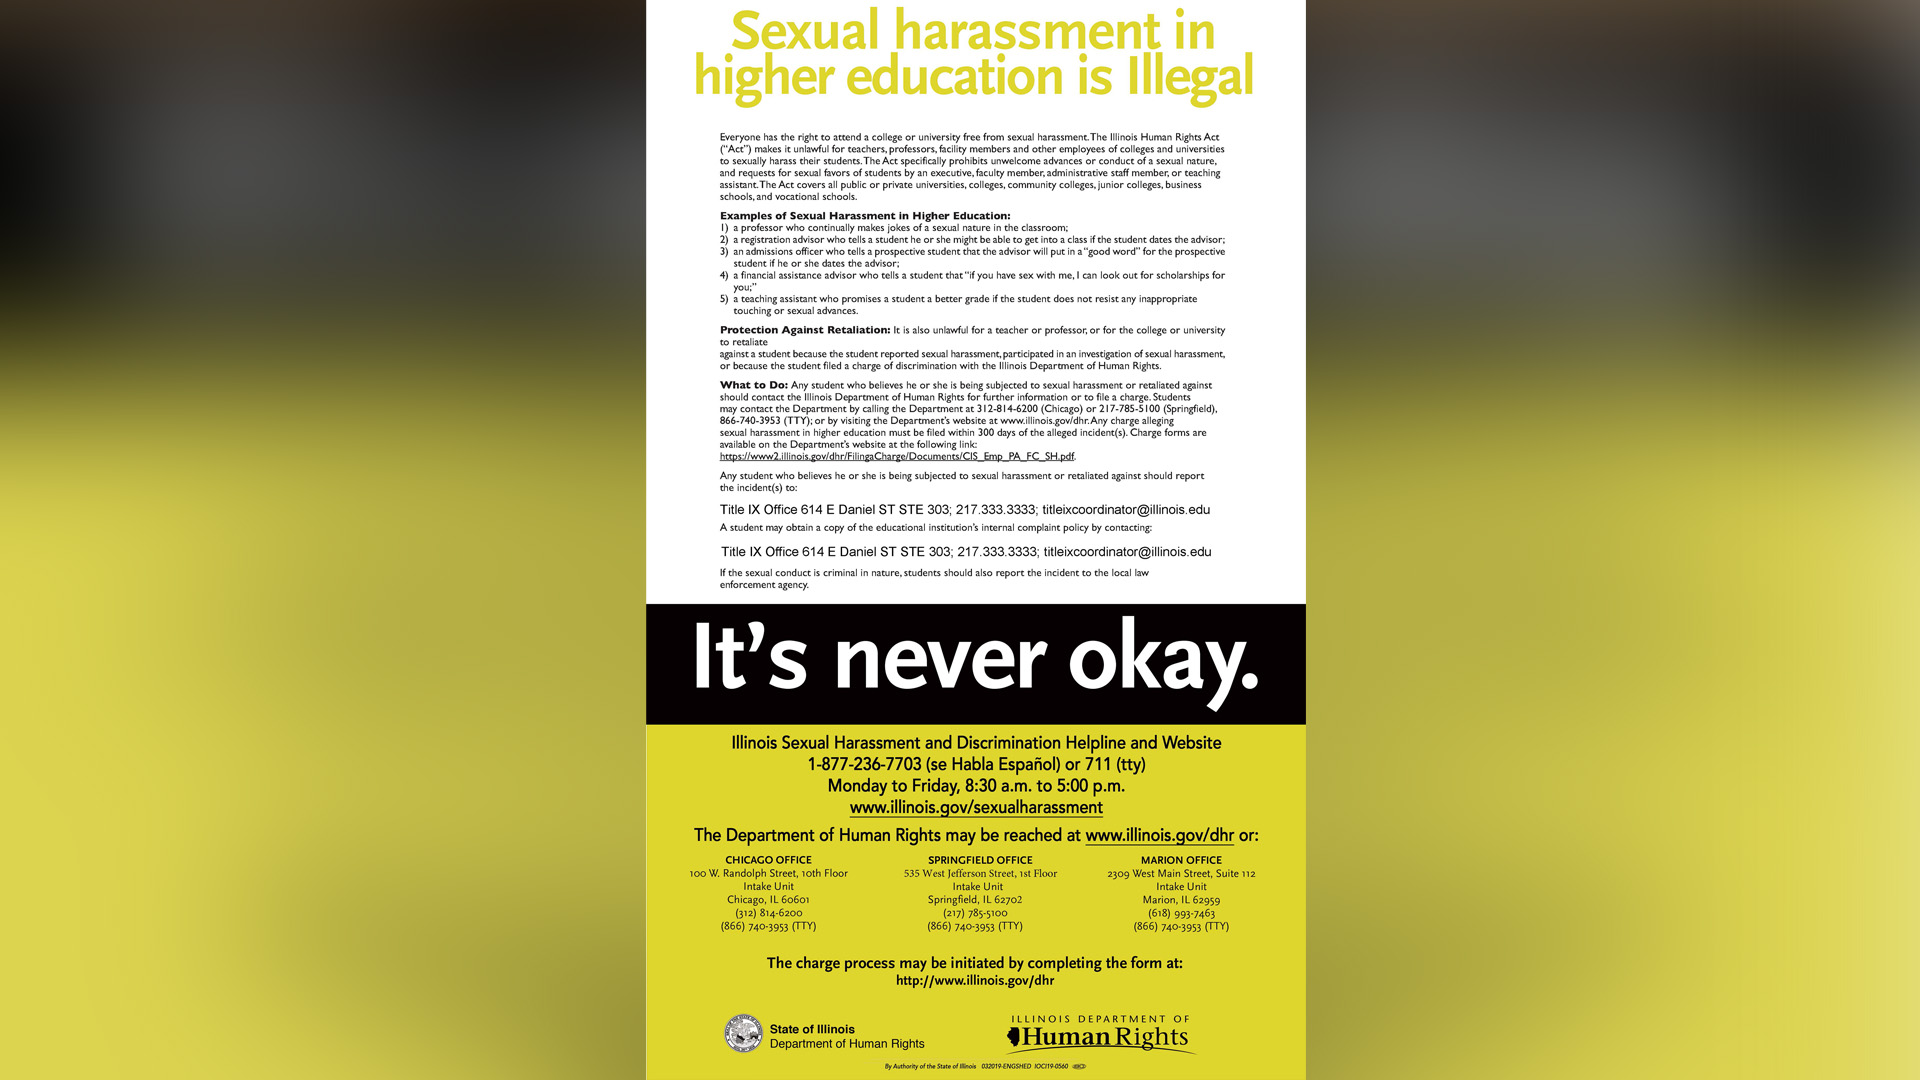 Sexual harassment in
higher education is Illegal
Everyone has the right to attend a college or university free from sexual harassment. The Illinois Human Rights Act
("Act") makes it unlawful for teachers, professors, facility members and other employees of colleges and universities
to sexually harass their students. The Act specifically prohibits unwelcome advances or conduct of a sexual nature,
and requests for sexual favors of students by an executive, faculty member, administrative staff member, or teaching
assistant. The Act covers all public or private universities, colleges, community colleges, junior colleges, business
schools, and vocational schools.
Examples of Sexual Harassment in Higher Education:
1) a professor who continually makes jokes of a sexual nature in the classroom;
2) a registration advisor who tells a student he or she might be able to get into a class if the student dates the advisor;
3) an admissions officer who tells a prospective student that the advisor will put in a "good word" for the prospective
student if he or she dates the advisor;
4) a financial assistance advisor who tells a student that "if you have sex with me, I can look out for scholarships for
you;"
5) a teaching assistant who promises a student a better grade if the student does not resist any inappropriate
touching or sexual advances.
Protection Against Retaliation: It is also unlawful for a teacher or professor, or for the college or university
to retaliate
against a student because the student reported sexual harassment, participated in an investigation of sexual harassment,
or because the student filed a charge of discrimination with the Illinois Department of Human Rights.
What to Do: Any student who believes he or she is being subjected to sexual harassment or retaliated against
should contact the Illinois Department of Human Rights for further information or to file a charge. Students
may contact the Department by calling the Department at 312-814-6200 (Chicago) or 217-785-5100 (Springfield),
866-740-3953 (TTY); or by visiting the Department's website at www.illinois.gov/dhr. Any charge alleging
sexual harassment in higher education must be filed within 300 days of the alleged incident(s). Charge forms are
available on the Department's website at the following link:
https://www2.illinois.gov/dhr/FilingaCharge/Documents/CIS_Emp_PA_FC_SH.pdf.
Any student who believes he or she is being subjected to sexual harassment or retaliated against should report
the incident(s) to:
Title IX Office 614 E Daniel ST STE 303; 217.333.3333; titleixcoordinator@illinois.edu
A student may obtain a copy of the educational institution's internal complaint policy by contacting:
Title IX Office 614 E Daniel ST STE 303; 217.333.3333; titleixcoordinator@illinois.edu
If the sexual conduct is criminal in nature, students should also report the incident to the local law
enforcement agency.
It's never okay.
Illinois Sexual Harassment and Discrimination Helpline and Website
1-877-236-7703 (se Habla Español) or 711 (tty)
Monday to Friday, 8:30 a.m. to 5:00 p.m.
www.illinois.gov/sexualharassment
The Department of Human Rights may be reached at www.illinois.gov/dhr or:
CHICAGO OFFICE
100 W. Randolph Street, 10th Floor
Intake Unit
Chicago, IL 60601
(312) 814-6200
(866) 740-3953 (TTY)
SPRINGFIELD OFFICE
535 West Jefferson Street, 1st Floor
Intake Unit
Springfield, IL 62702
(217) 785-5100
(866) 740-3953 (TTY)
MARION OFFICE
2309 West Main Street, Suite 112
Intake Unit
Marion, IL 62959
(618) 993-7463
(866) 740-3953 (TTY)
The charge process may be initiated by completing the form at:
http://www.illinois.gov/dhr
State of Illinois
Department of Human Rights
ILLINOIS DEPARTMENT OF
Human Rights
By Authority of the State of Illinois 032019-ENGSHED IOCI19-0560